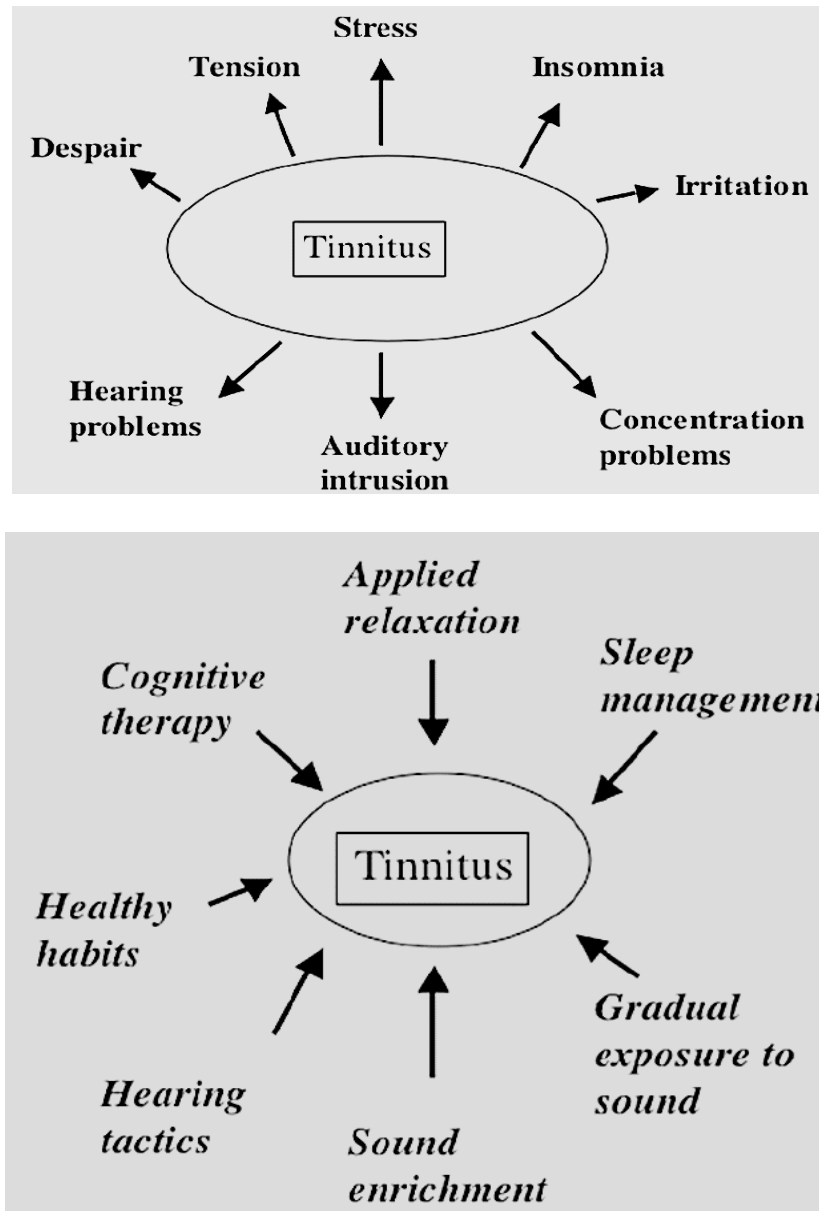 Stress
Tension
Insomnia
Despair
Irritation
Tinnitus
Hearing
problems
Auditory
intrusion
Concentration
problems
Applied
relaxation
Sleep
management
Cognitive
therapy
Tinnitus
Healthy
habits
Gradual
exposure to
sound
Hearing
tactics
Sound
enrichment